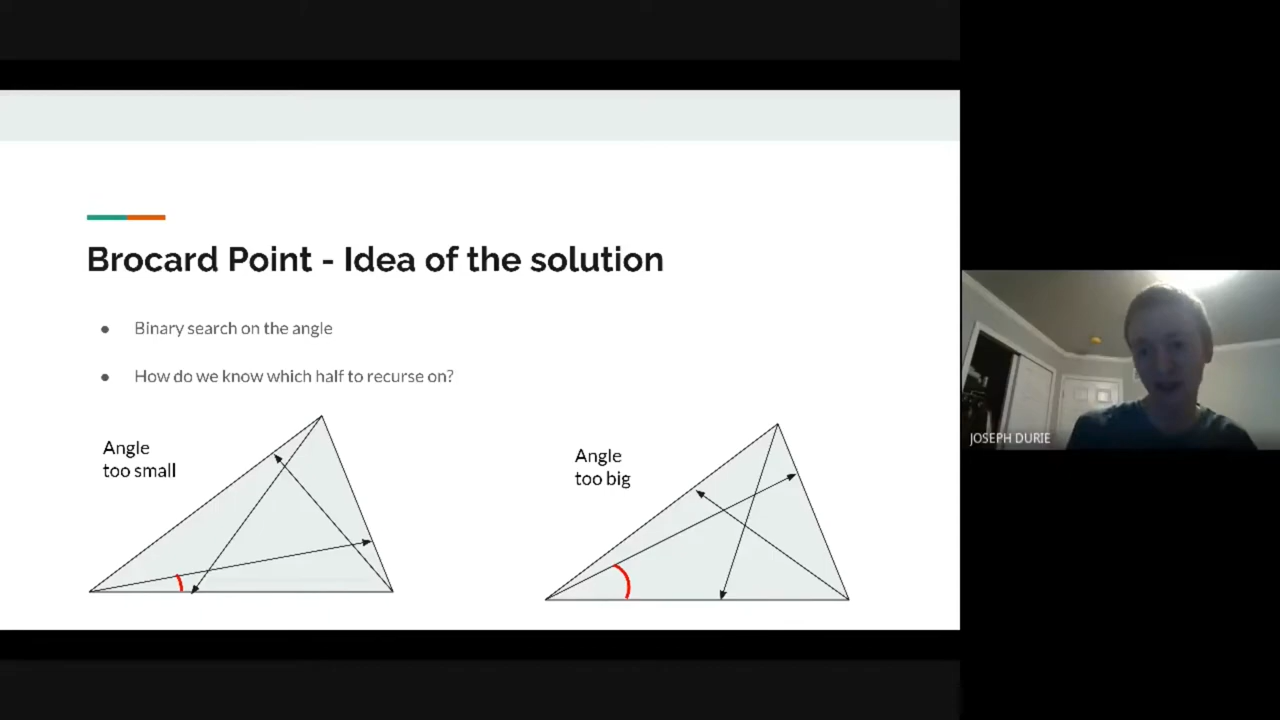 Brocard Point - Idea of the solution
● Binary search on the angle
● How do we know which half to recurse on?
Angle
too small
Angle
too big
JOSEPH DURIE